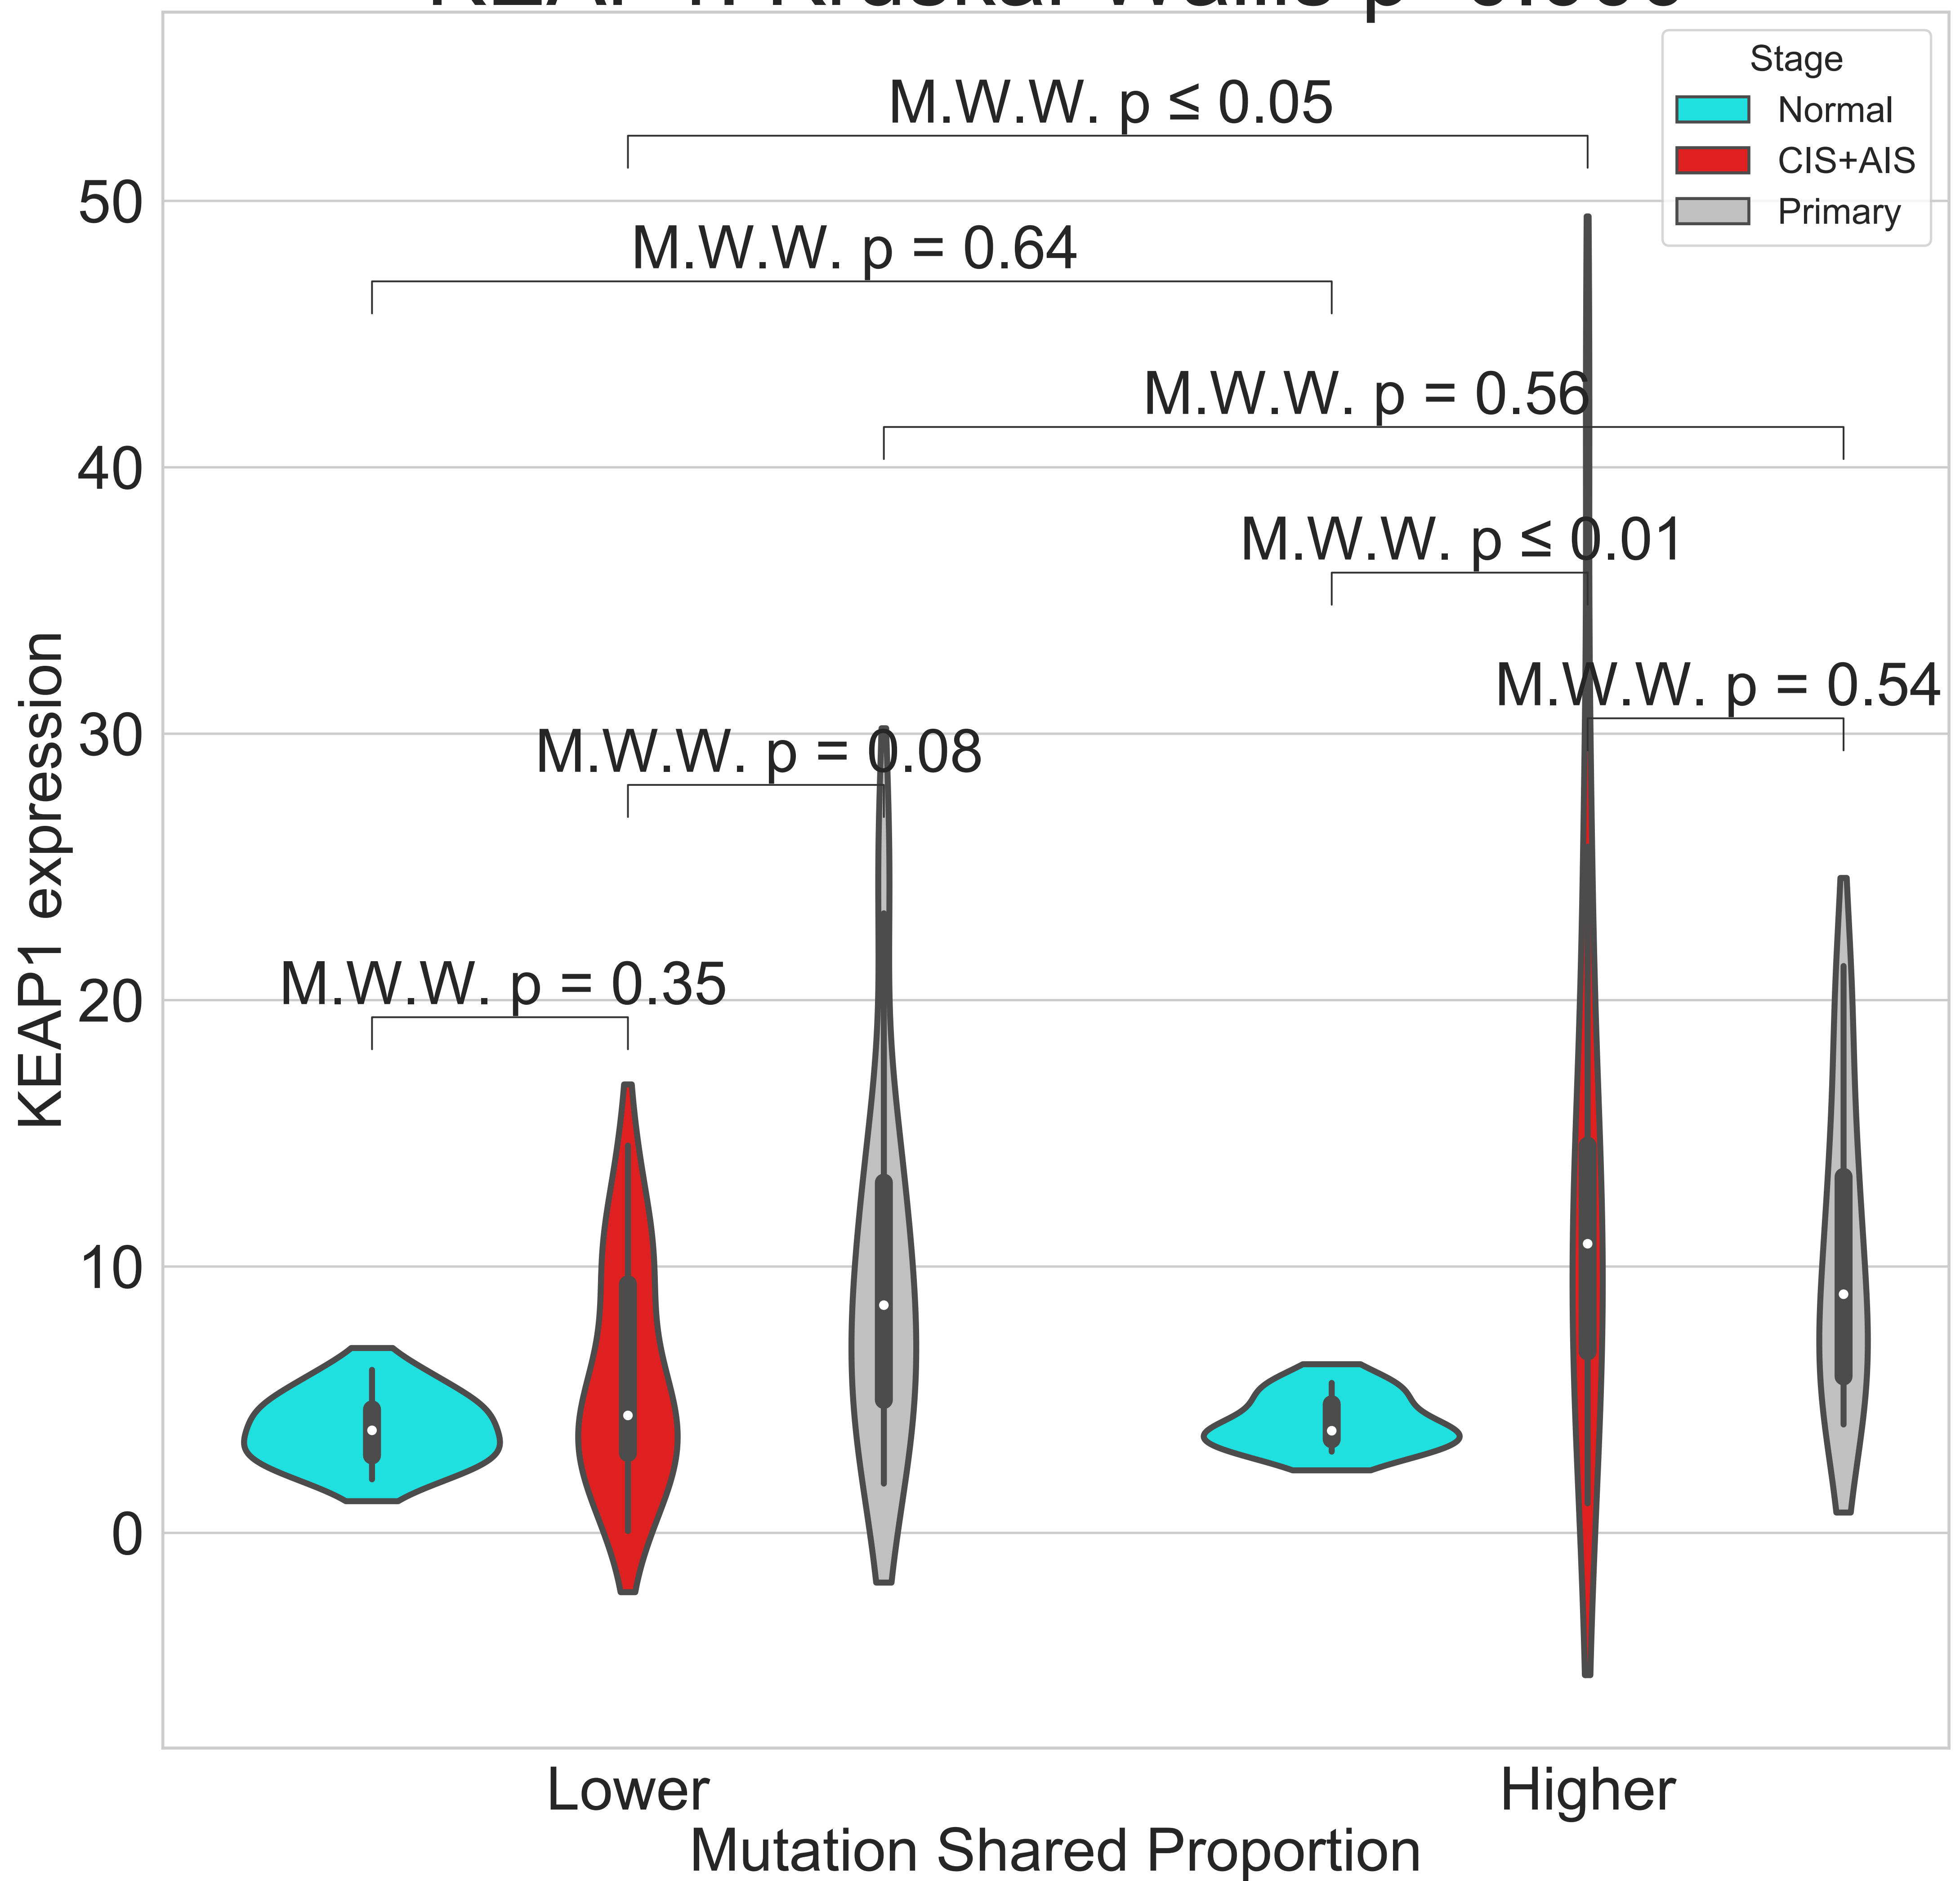 Stage
Normal
CIS+AIS
Primary
M.W.W. p ≤ 0.05
M.W.W. p = 0.64
M.W.W. p = 0.56
M.W.W. p ≤ 0.01
M.W.W. p = 0.54
M.W.W. p = 0.08
M.W.W. p = 0.35
50
40
30
20
10
0
KEAP1 expression
Lower
Higher
Mutation Shared Proportion